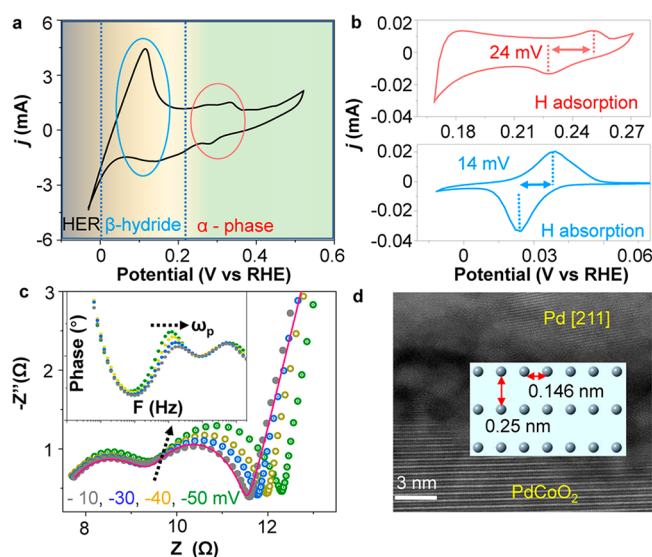 a
6
3
0
-3
-6
j (mA)
HER
β-hydride
α - phase
0
0.2
0.4
0.6
Potential (V vs RHE)
b
0.02
0
-0.02
-0.04
24 mV
H adsorption
0.18
0.21
0.24
0.27
j (mA)
0.02
0
-0.02
-0.04
14 mV
H absorption
0
0.03
0.06
Potential (V vs RHE)
c
3
2
1
-Z''(Ω)
Phase (°)
ωp
F (Hz)
- 10, -30, -40, -50 mV
8
10
12
Z (Ω)
d
Pd [211]
0.146 nm
0.25 nm
3 nm
PdCoO₂